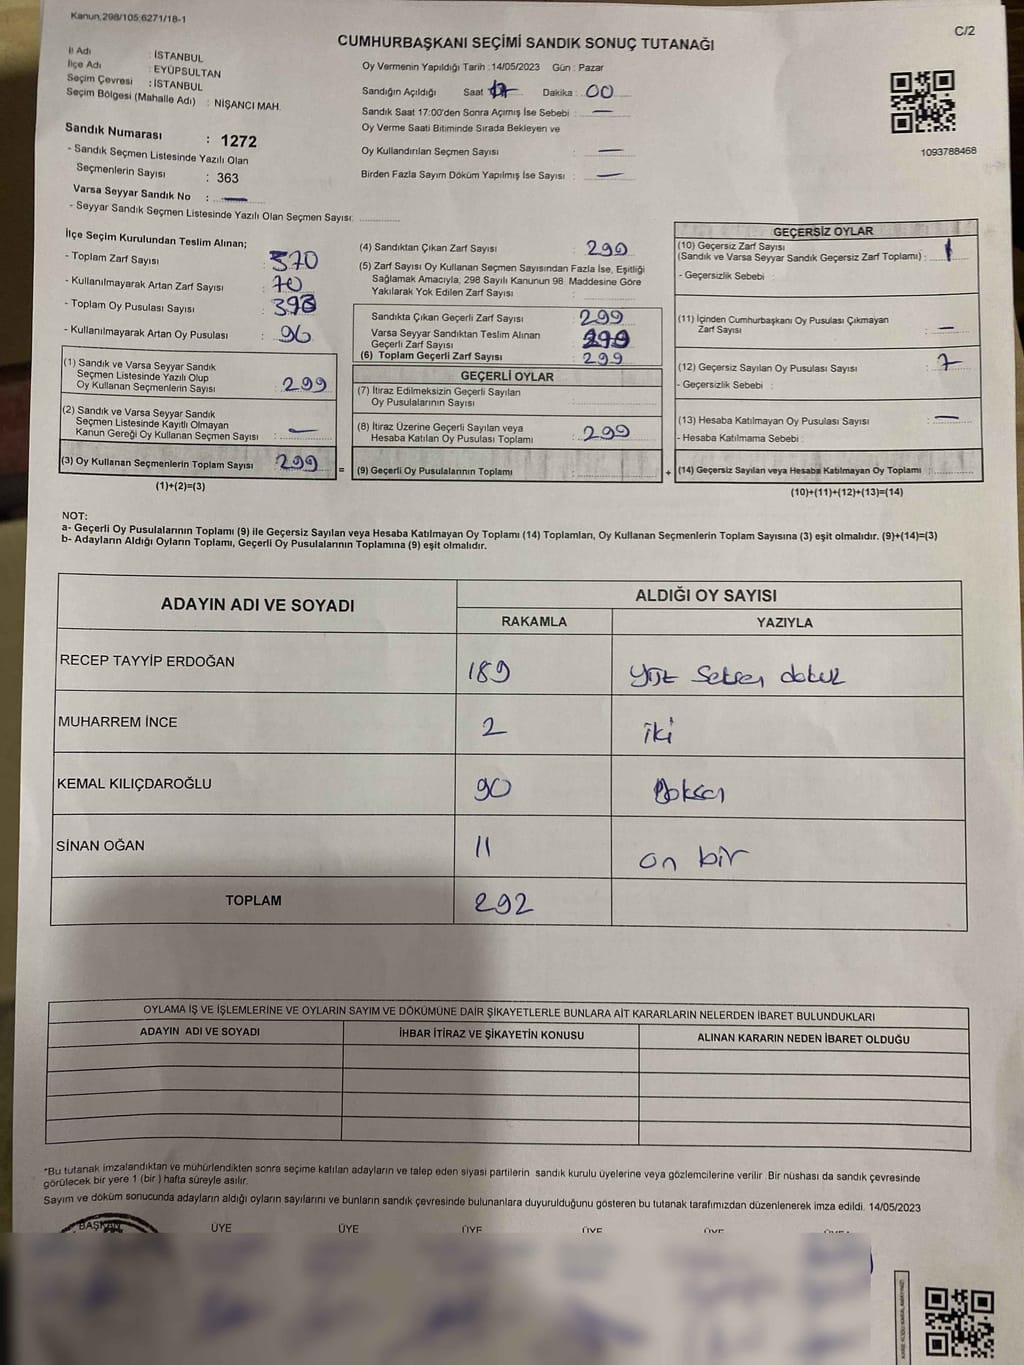 Kanun,298/105;6271/18-1
C/2
CUMHURBAŞKANI SEÇİMİ SANDIK SONUÇ TUTANAĞI
İl Adı : İSTANBUL
İlçe Adı : EYÜPSULTAN
Seçim Çevresi : İSTANBUL
Seçim Bölgesi (Mahalle Adı) : NİŞANCI MAH.
Sandık Numarası : 1272
- Sandık Seçmen Listesinde Yazılı Olan
Seçmenlerin Sayısı : 363
Varsa Seyyar Sandık No : —
- Seyyar Sandık Seçmen Listesinde Yazılı Olan Seçmen Sayısı:
Oy Vermenin Yapıldığı Tarih :14/05/2023 Gün : Pazar
Sandığın Açıldığı Saat : Dakika : 00
Sandık Saat 17:00'den Sonra Açımış İse Sebebi : —
Oy Verme Saati Bitiminde Sırada Bekleyen ve
Oy Kullandırılan Seçmen Sayısı : —
Birden Fazla Sayım Döküm Yapılmış İse Sayısı : —
1093788468
İlçe Seçim Kurulundan Teslim Alınan;
- Toplam Zarf Sayısı : 370
- Kullanılmayarak Artan Zarf Sayısı : 70
- Toplam Oy Pusulası Sayısı :
- Kullanılmayarak Artan Oy Pusulası : 96
(1) Sandık ve Varsa Seyyar Sandık
Seçmen Listesinde Yazılı Olup
Oy Kullanan Seçmenlerin Sayısı : 299
(2) Sandık ve Varsa Seyyar Sandık
Seçmen Listesinde Kayıtlı Olmayan
Kanun Gereği Oy Kullanan Seçmen Sayısı : —
(3) Oy Kullanan Seçmenlerin Toplam Sayısı : 299
(1)+(2)=(3)
=
(4) Sandıktan Çıkan Zarf Sayısı : 299
(5) Zarf Sayısı Oy Kullanan Seçmen Sayısından Fazla İse, Eşitliği
Sağlamak Amacıyla, 298 Sayılı Kanunun 98. Maddesine Göre
Yakılarak Yok Edilen Zarf Sayısı :
Sandıkta Çıkan Geçerli Zarf Sayısı : 299
Varsa Seyyar Sandıktan Teslim Alınan
Geçerli Zarf Sayısı :
(6) Toplam Geçerli Zarf Sayısı : 299
GEÇERLİ OYLAR
(7) İtiraz Edilmeksizin Geçerli Sayılan
Oy Pusulalarının Sayısı :
(8) İtiraz Üzerine Geçerli Sayılan veya
Hesaba Katılan Oy Pusulası Toplamı : 299
(9) Geçerli Oy Pusulalarının Toplamı :
+
GEÇERSİZ OYLAR
(10) Geçersiz Zarf Sayısı
(Sandık ve Varsa Seyyar Sandık Geçersiz Zarf Toplamı) : 1
- Geçersizlik Sebebi :
(11) İçinden Cumhurbaşkanı Oy Pusulası Çıkmayan
Zarf Sayısı : —
(12) Geçersiz Sayılan Oy Pusulası Sayısı : 7
- Geçersizlik Sebebi :
(13) Hesaba Katılmayan Oy Pusulası Sayısı : —
- Hesaba Katılmama Sebebi :
(14) Geçersiz Sayılan veya Hesaba Katılmayan Oy Toplamı :
(10)+(11)+(12)+(13)=(14)
NOT:
a- Geçerli Oy Pusulalarının Toplamı (9) ile Geçersiz Sayılan veya Hesaba Katılmayan Oy Toplamı (14) Toplamları, Oy Kullanan Seçmenlerin Toplam Sayısına (3) eşit olmalıdır. (9)+(14)=(3)
b- Adayların Aldığı Oyların Toplamı, Geçerli Oy Pusulalarının Toplamına (9) eşit olmalıdır.
ADAYIN ADI VE SOYADI
ALDIĞI OY SAYISI
RAKAMLA YAZIYLA
RECEP TAYYİP ERDOĞAN 189 yüz seksen dokuz
MUHARREM İNCE 2 iki
KEMAL KILIÇDAROĞLU 90 Doksan
SİNAN OĞAN 11 on bir
TOPLAM 292
OYLAMA İŞ VE İŞLEMLERİNE VE OYLARIN SAYIM VE DÖKÜMÜNE DAİR ŞİKAYETLERLE BUNLARA AİT KARARLARIN NELERDEN İBARET BULUNDUKLARI
ADAYIN ADI VE SOYADI İHBAR İTİRAZ VE ŞİKAYETİN KONUSU ALINAN KARARIN NEDEN İBARET OLDUĞU
*Bu tutanak imzalandıktan ve mühürlendikten sonra seçime katılan adayların ve talep eden siyasi partilerin sandık kurulu üyelerine veya gözlemcilerine verilir. Bir nüshası da sandık çevresinde
görülecek bir yere 1 (bir) hafta süreyle asılır.
Sayım ve döküm sonucunda adayların aldığı oyların sayılarını ve bunların sandık çevresinde bulunanlara duyurulduğunu gösteren bu tutanak tarafımızdan düzenlenerek imza edildi. 14/05/2023
BAŞKAN ÜYE ÜYE ÜYE ÜYE ÜYE ÜYE